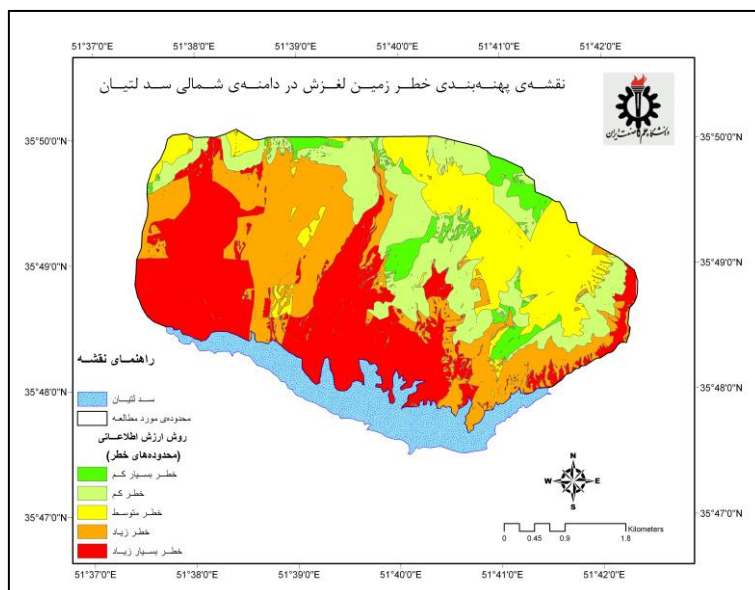 51°37'0"E 51°38'0"E 51°39'0"E 51°40'0"E 51°41'0"E 51°42'0"E
نقشه‌ی پهنه‌بندی خطر زمین لغزش در دامنه‌ی شمالی سد لتیان
دانشگاه علم و صنعت ایران
35°50'0"N 35°50'0"N
35°49'0"N 35°49'0"N
35°48'0"N 35°48'0"N
35°47'0"N 35°47'0"N
راهنمای نقشه
سد لتیان
محدوده‌ی مورد مطالعه
روش ارزش اطلاعاتی
(محدوده‌های خطر)
خطر بسیار کم
خطر کم
خطر متوسط
خطر زیاد
خطر بسیار زیاد
N
W E
S
Kilometers
0 0.45 0.9 1.8
51°37'0"E 51°38'0"E 51°39'0"E 51°40'0"E 51°41'0"E 51°42'0"E